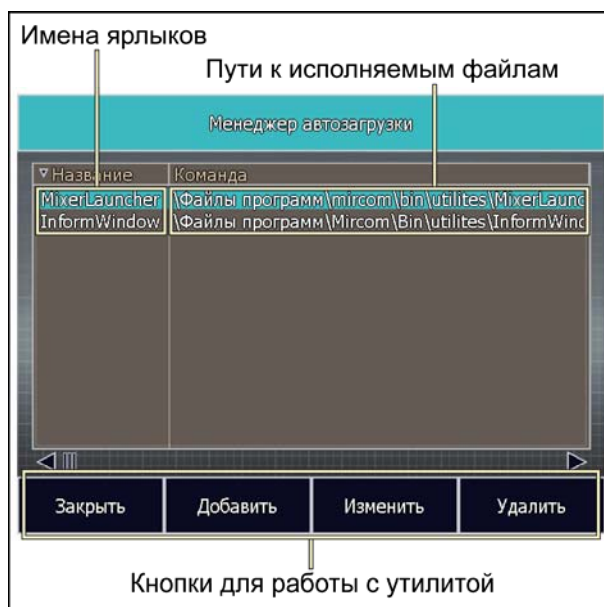 Имена ярлыков
Пути к исполняемым файлам
Менеджер автозагрузки
Название Команда
MixerLauncher \Файлы программ\mircom\bin\utilites\MixerLaunc
InformWindow \Файлы программ\Mircom\Bin\utilites\InformWinc
Закрыть Добавить Изменить Удалить
Кнопки для работы с утилитой